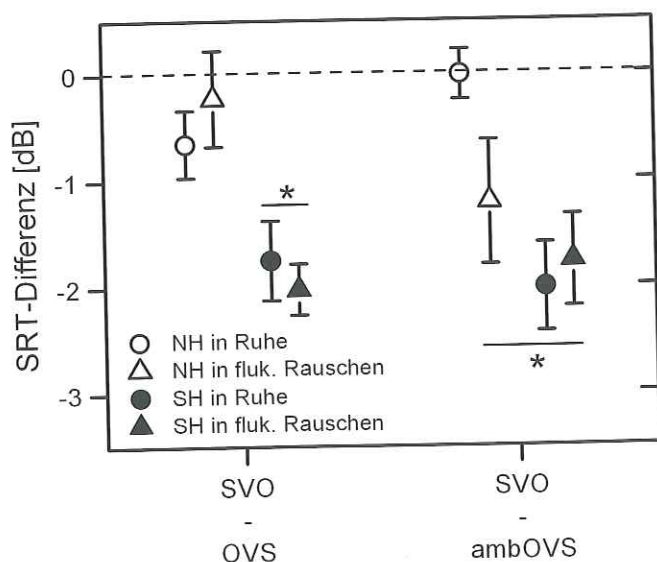 SRT-Differenz [dB]
0
-1
-2
-3
*
*
NH in Ruhe
NH in fluk. Rauschen
SH in Ruhe
SH in fluk. Rauschen
SVO
-
OVS
SVO
-
ambOVS